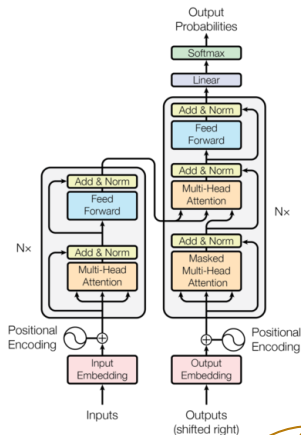 Output
Probabilities
Softmax
Linear
Add & Norm
Feed
Forward
Add & Norm
Multi-Head
Attention
Add & Norm
Masked
Multi-Head
Attention
Nx
Add & Norm
Feed
Forward
Add & Norm
Multi-Head
Attention
Nx
Positional
Encoding
Positional
Encoding
Input
Embedding
Output
Embedding
Inputs
Outputs
(shifted right)